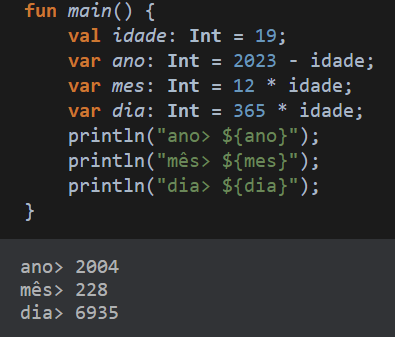 fun main() {
    val idade: Int = 19;
    var ano: Int = 2023 - idade;
    var mes: Int = 12 * idade;
    var dia: Int = 365 * idade;
    println("ano> ${ano}");
    println("mês> ${mes}");
    println("dia> ${dia}");
}
ano> 2004
mês> 228
dia> 6935